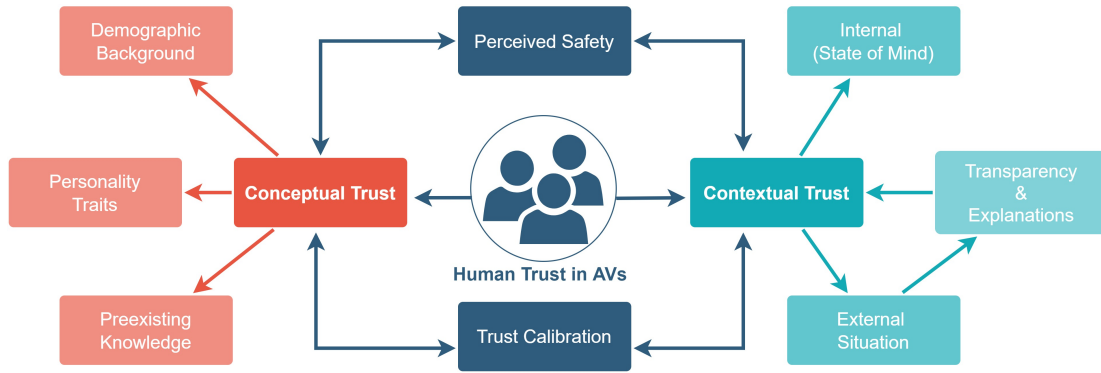 Demographic
Background
Perceived Safety
Internal
(State of Mind)
Personality
Traits
Conceptual Trust
Contextual Trust
Transparency
&
Explanations
Human Trust in AVs
Preexisting
Knowledge
Trust Calibration
External
Situation